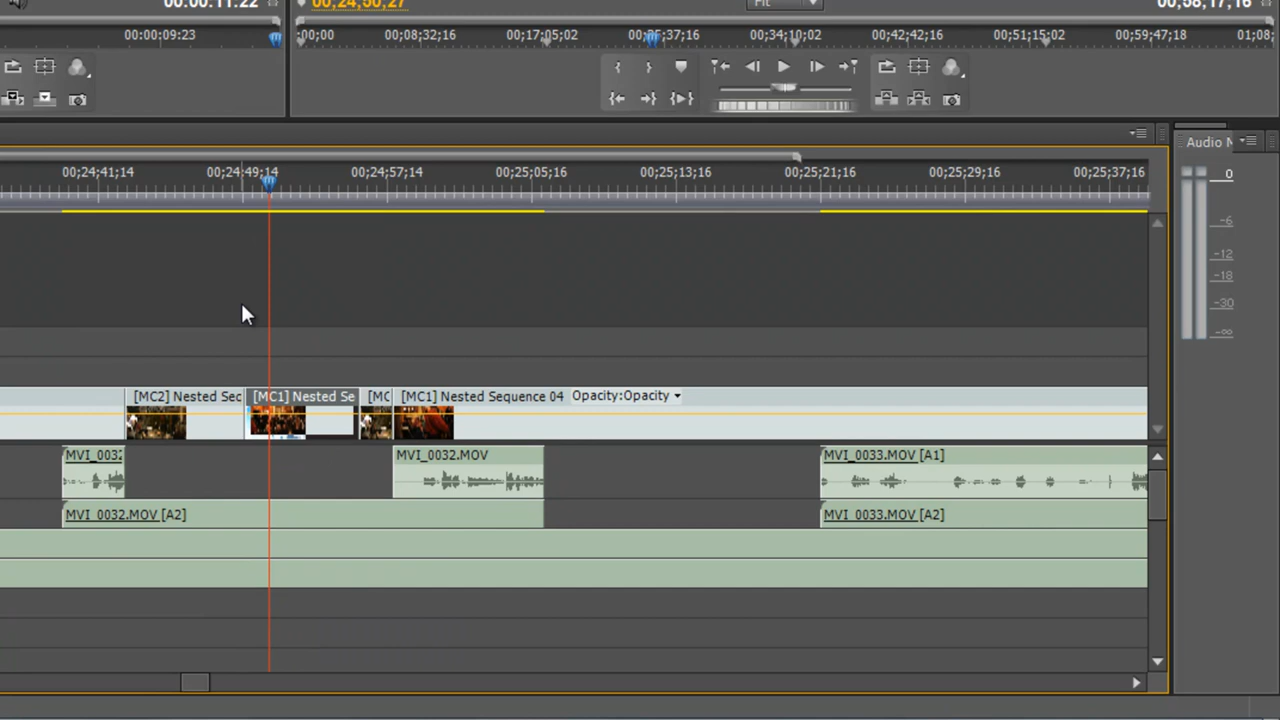 00:00:11:22 00;24;50;27 Fit 00;58;17;16
00:00:09:23 00;00 00;08;32;16 00;17;05;02 00;25;37;16 00;34;10;02 00;42;42;16 00;51;15;02 00;59;47;18 01;08;
Audio M
00;24;41;14 00;24;49;14 00;24;57;14 00;25;05;16 00;25;13;16 00;25;21;16 00;25;29;16 00;25;37;16
0
-6
-12
-18
-30
-∞
[MC2] Nested Sec [MC1] Nested Se [MC [MC1] Nested Sequence 04 Opacity:Opacity
MVI_0032 MVI_0032.MOV MVI_0033.MOV [A1]
MVI_0032.MOV [A2] MVI_0033.MOV [A2]